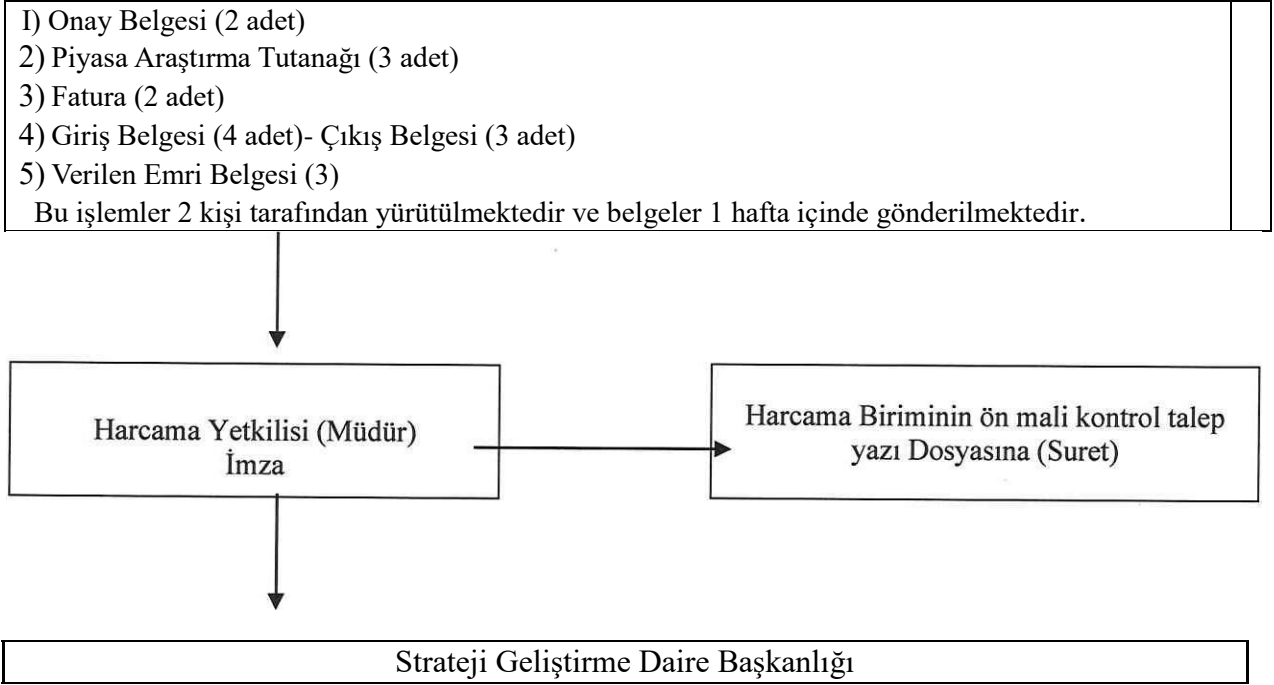 I) Onay Belgesi (2 adet)
2) Piyasa Araştırma Tutanağı (3 adet)
3) Fatura (2 adet)
4) Giriş Belgesi (4 adet)- Çıkış Belgesi (3 adet)
5) Verilen Emri Belgesi (3)
Bu işlemler 2 kişi tarafından yürütülmektedir ve belgeler 1 hafta içinde gönderilmektedir.
Harcama Yetkilisi (Müdür)
İmza
Harcama Biriminin ön mali kontrol talep
yazı Dosyasına (Suret)
Strateji Geliştirme Daire Başkanlığı